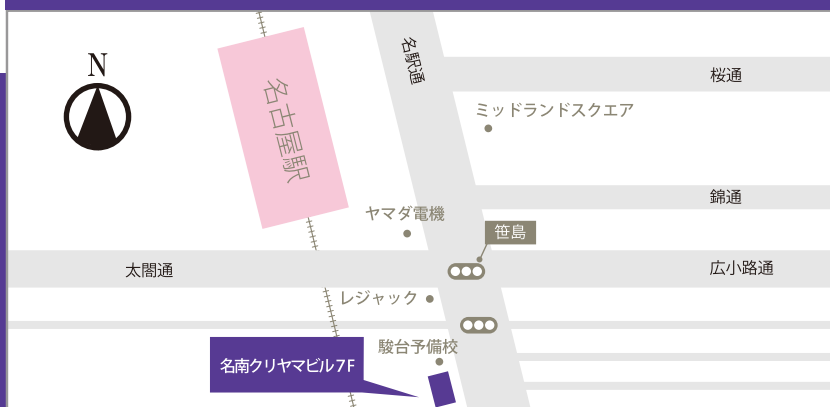 N
名古屋駅
名駅通
桜通
ミッドランドスクエア
錦通
ヤマダ電機
笹島
太閤通
広小路通
レジャック
駿台予備校
名南クリヤマビル7F